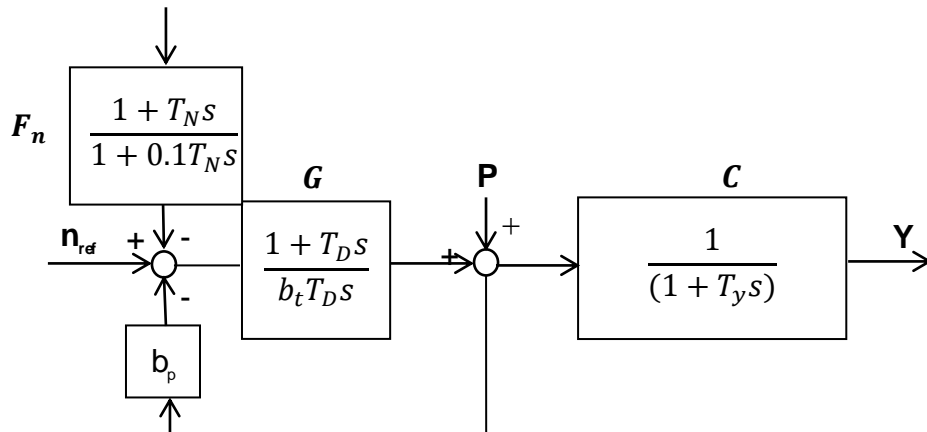 F_n
1 + T_N s
1 + 0.1T_N s
G
P
C
n_ref
+
-
1 + T_D s
b_t T_D s
+
+
1
(1 + T_y s)
Y
-
b_p